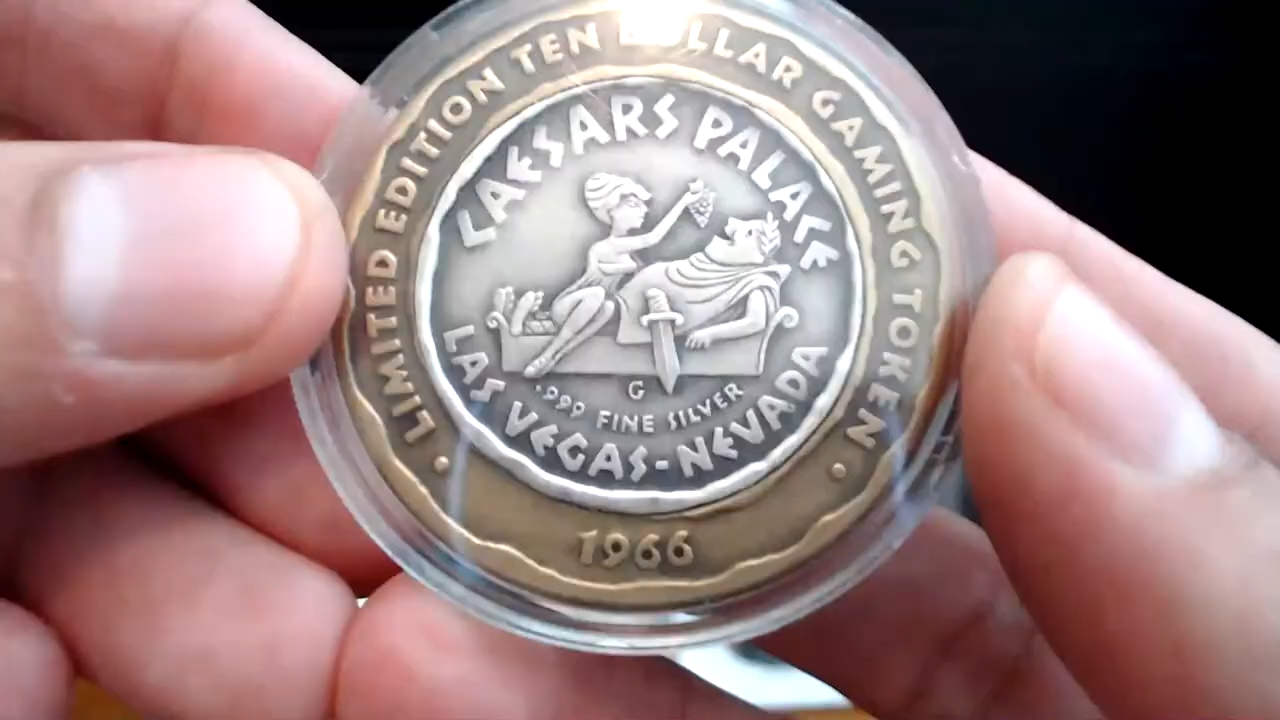 • LIMITED EDITION TEN DOLLAR GAMING TOKEN •
CAESARS PALACE
G
.999 FINE SILVER
LAS VEGAS-NEVADA
1966